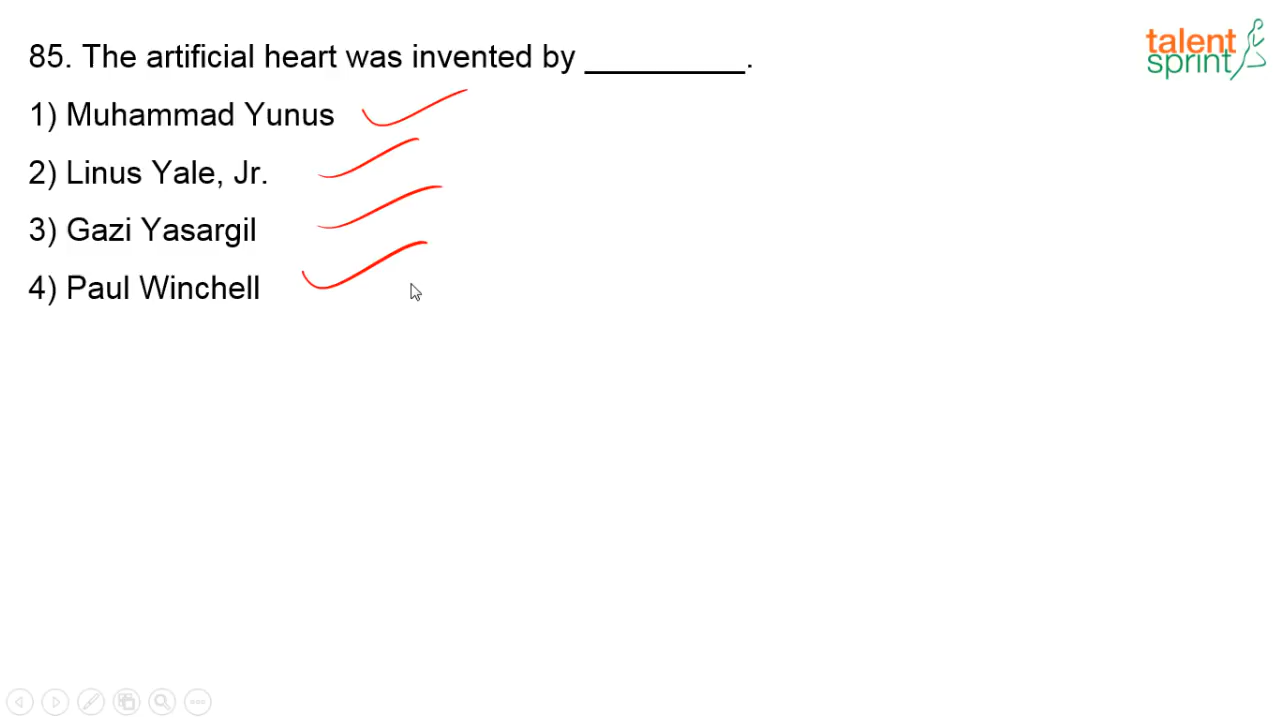 85. The artificial heart was invented by _________.
1) Muhammad Yunus
2) Linus Yale, Jr.
3) Gazi Yasargil
4) Paul Winchell
talent
sprint